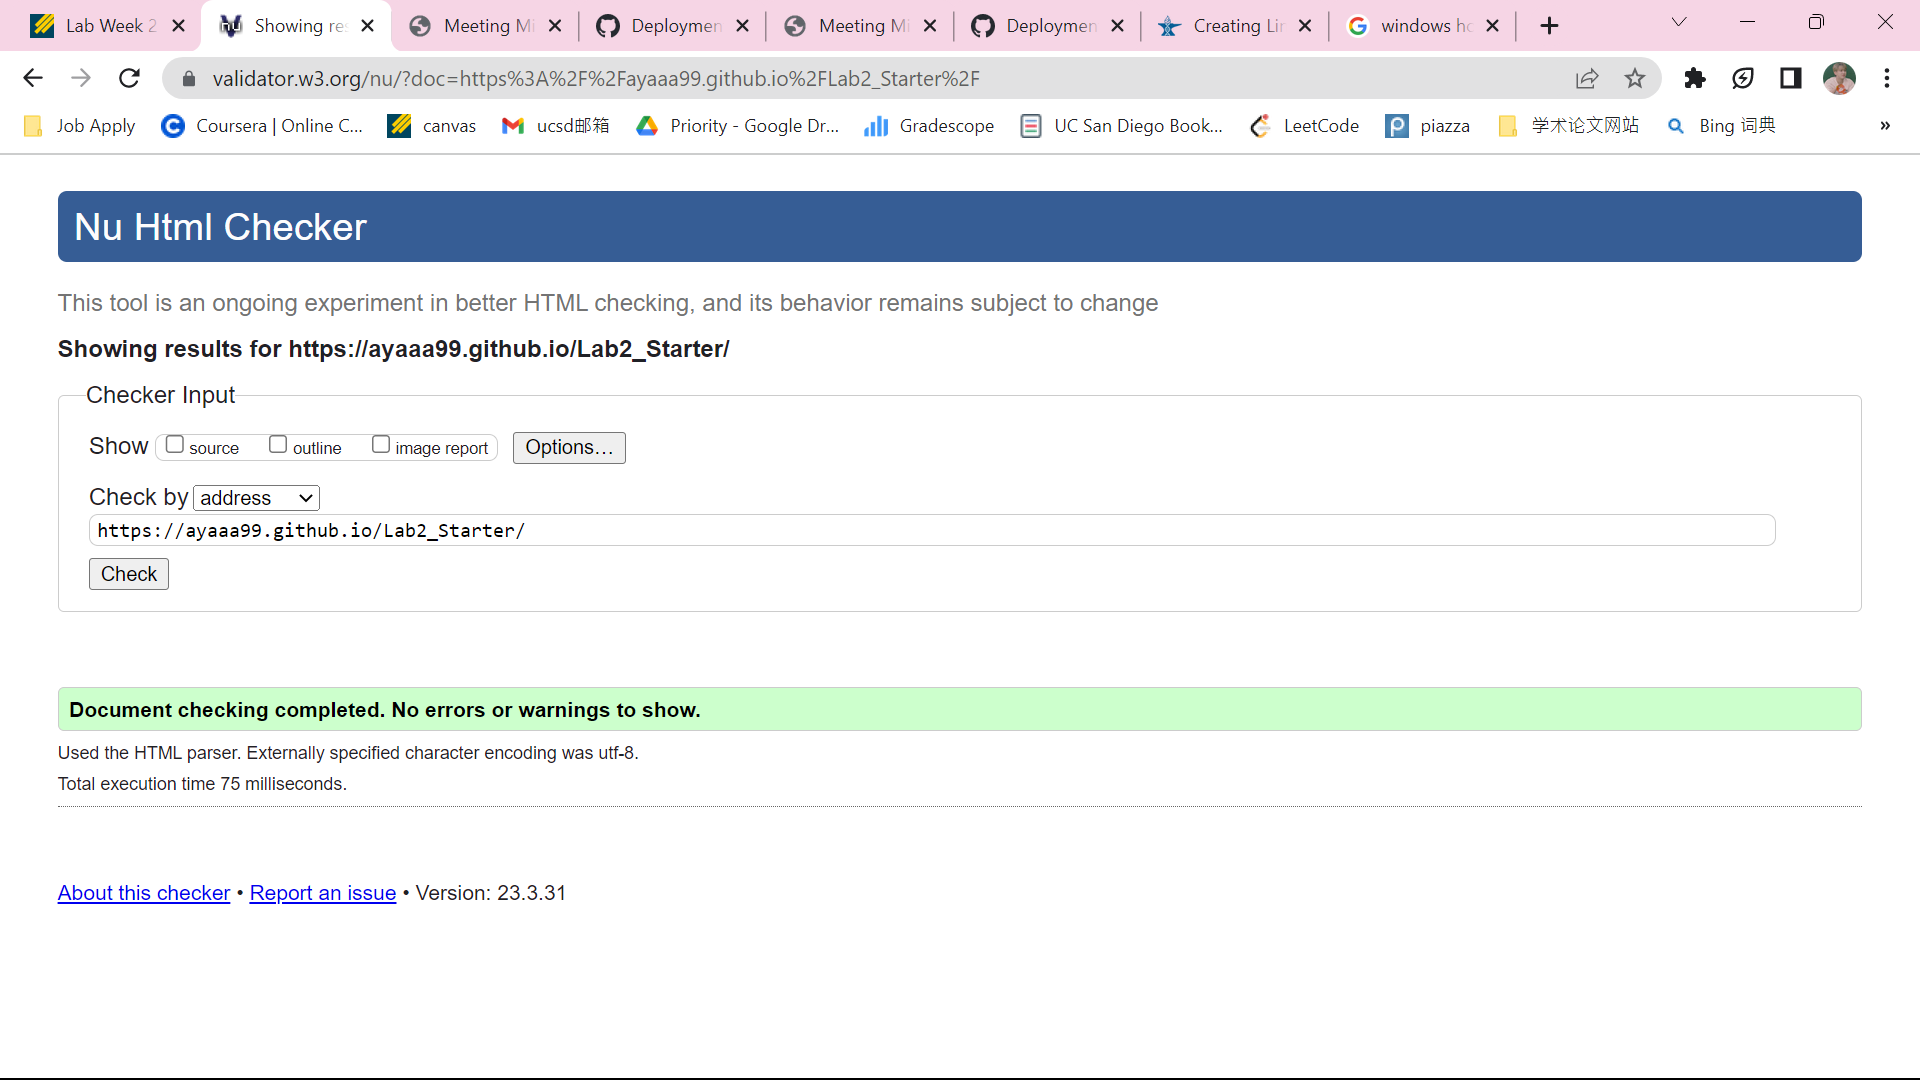 Lab Week 2
Showing res
Meeting Mi
Deploymen
Meeting Mi
Deploymen
Creating Lin
windows ho
validator.w3.org/nu/?doc=https%3A%2F%2Fayaaa99.github.io%2FLab2_Starter%2F
Job Apply
Coursera | Online C...
canvas
ucsd邮箱
Priority - Google Dr...
Gradescope
UC San Diego Book...
LeetCode
piazza
学术论文网站
Bing 词典
»
Nu Html Checker
This tool is an ongoing experiment in better HTML checking, and its behavior remains subject to change
Showing results for https://ayaaa99.github.io/Lab2_Starter/
Checker Input
Show source outline image report Options...
Check by address
https://ayaaa99.github.io/Lab2_Starter/
Check
Document checking completed. No errors or warnings to show.
Used the HTML parser. Externally specified character encoding was utf-8.
Total execution time 75 milliseconds.
About this checker • Report an issue • Version: 23.3.31